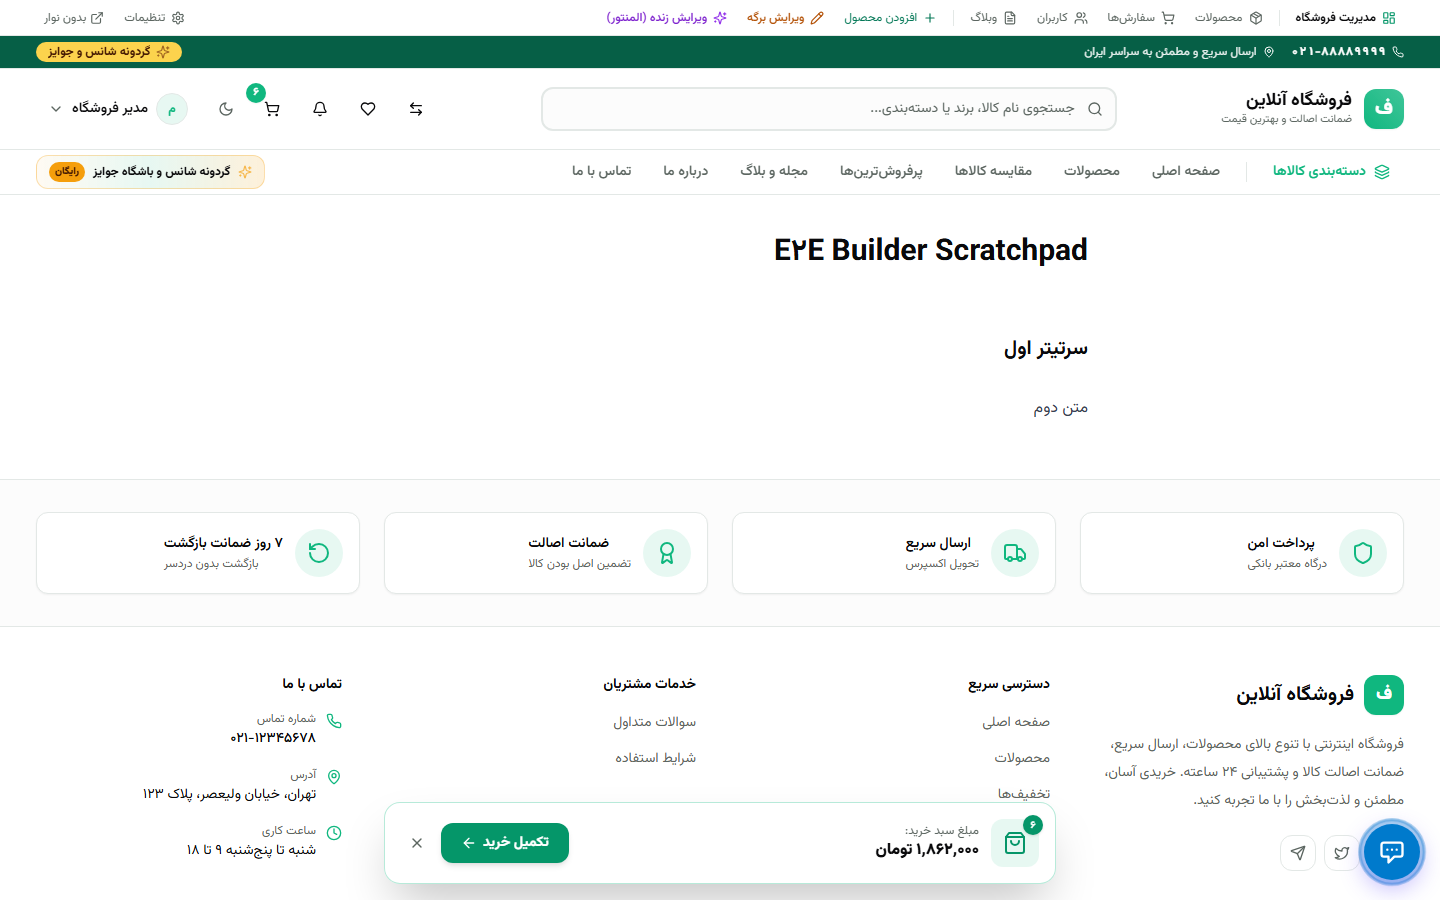 مدیریت فروشگاه
محصولات
سفارش‌ها
کاربران
وبلاگ
افزودن محصول
ویرایش برگه
ویرایش زنده (المنتور)
تنظیمات
بدون نوار
۰۲۱-۸۸۸۸۹۹۹۹
ارسال سریع و مطمئن به سراسر ایران
گردونه شانس و جوایز
ف
فروشگاه آنلاین
ضمانت اصالت و بهترین قیمت
جستجوی نام کالا، برند یا دسته‌بندی...
۶
م
مدیر فروشگاه
دسته‌بندی کالاها
صفحه اصلی
محصولات
مقایسه کالاها
پرفروش‌ترین‌ها
مجله و بلاگ
درباره ما
تماس با ما
گردونه شانس و باشگاه جوایز
رایگان
E۲E Builder Scratchpad
سرتیتر اول
متن دوم
پرداخت امن
درگاه معتبر بانکی
ارسال سریع
تحویل اکسپرس
ضمانت اصالت
تضمین اصل بودن کالا
۷ روز ضمانت بازگشت
بازگشت بدون دردسر
ف
فروشگاه آنلاین
فروشگاه اینترنتی با تنوع بالای محصولات، ارسال سریع،
ضمانت اصالت کالا و پشتیبانی ۲۴ ساعته. خریدی آسان،
مطمئن و لذت‌بخش را با ما تجربه کنید.
دسترسی سریع
صفحه اصلی
محصولات
تخفیف‌ها
خدمات مشتریان
سوالات متداول
شرایط استفاده
تماس با ما
شماره تماس
۰۲۱-۱۲۳۴۵۶۷۸
آدرس
تهران، خیابان ولیعصر، پلاک ۱۲۳
ساعت کاری
شنبه تا پنج‌شنبه ۹ تا ۱۸
۶
مبلغ سبد خرید:
۱,۸۶۲,۰۰۰ تومان
تکمیل خرید